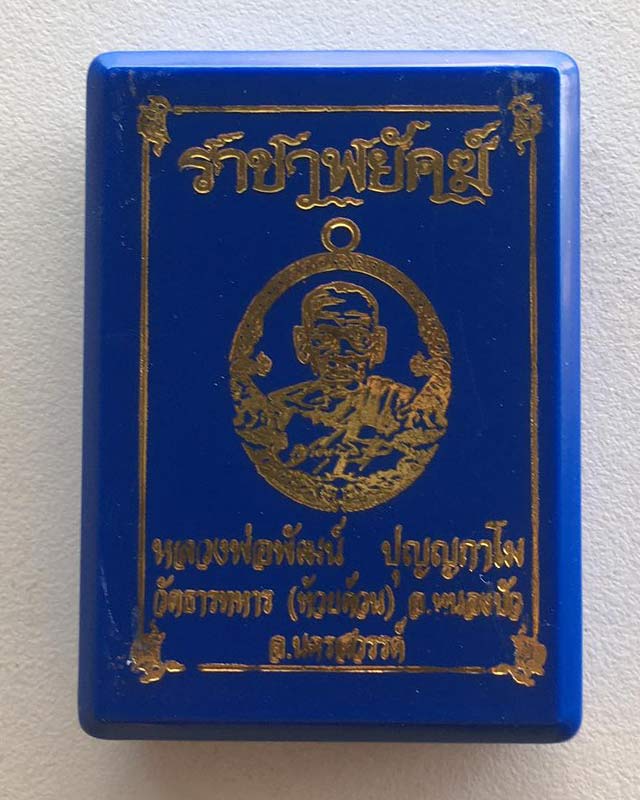 ราชาพยัคฆ์
หลวงพ่อพัฒน์ ปุญญกาโม
วัดธารทหาร (ห้วยด้วน) อ.หนองบัว
จ.นครสวรรค์